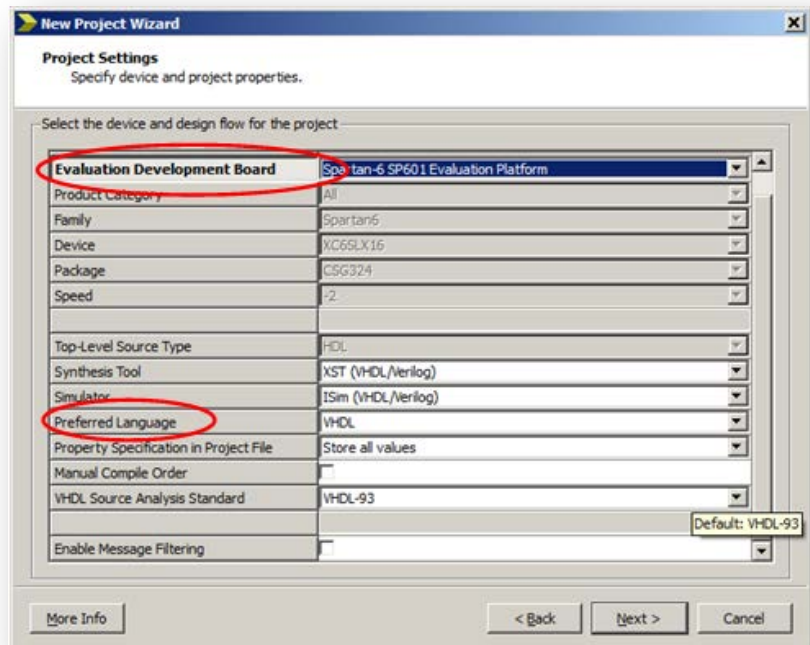 New Project Wizard
Project Settings
Specify device and project properties.
Select the device and design flow for the project
Evaluation Development Board Spartan-6 SP601 Evaluation Platform
Product Category All
Family Spartan6
Device XC6SLX16
Package CSG324
Speed -2
Top-Level Source Type HDL
Synthesis Tool XST (VHDL/Verilog)
Simulator ISim (VHDL/Verilog)
Preferred Language VHDL
Property Specification in Project File Store all values
Manual Compile Order
VHDL Source Analysis Standard VHDL-93
Default: VHDL-93
Enable Message Filtering
More Info < Back Next > Cancel